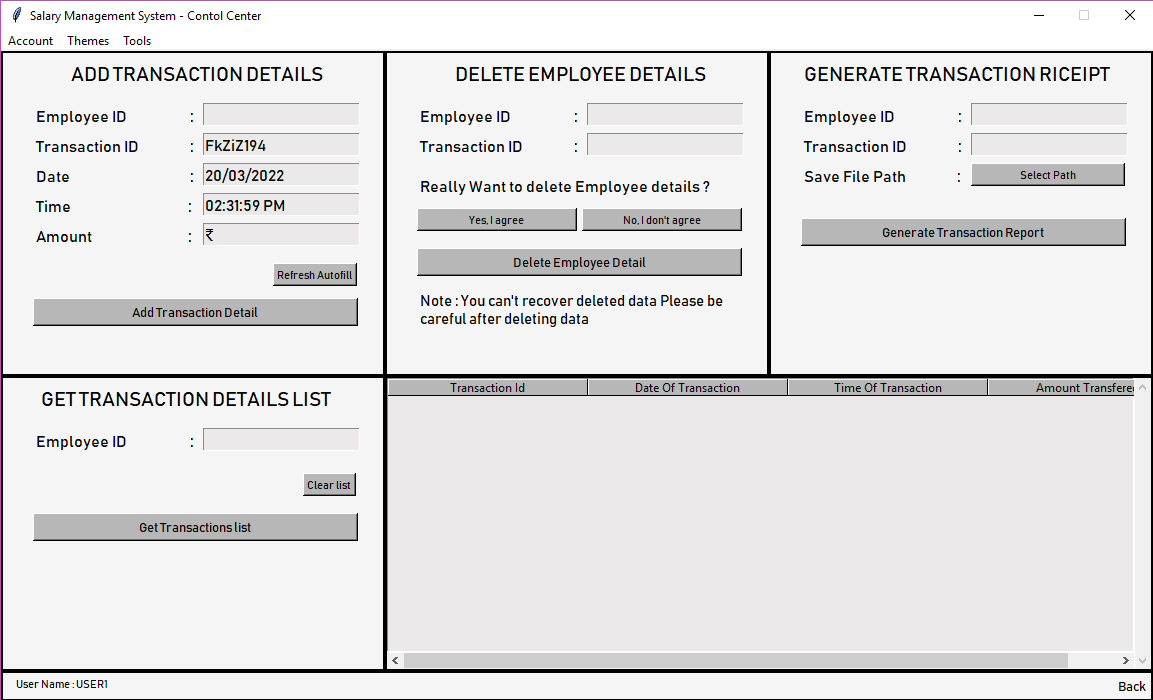 Salary Management System - Contol Center
Account Themes Tools
ADD TRANSACTION DETAILS
Employee ID :
Transaction ID : FkZiZ194
Date : 20/03/2022
Time : 02:31:59 PM
Amount : ₹
Refresh Autofill
Add Transaction Detail
DELETE EMPLOYEE DETAILS
Employee ID :
Transaction ID :
Really Want to delete Employee details ?
Yes, I agree No, I don't agree
Delete Employee Detail
Note : You can't recover deleted data Please be
careful after deleting data
GENERATE TRANSACTION RICEIPT
Employee ID :
Transaction ID :
Save File Path : Select Path
Generate Transaction Report
GET TRANSACTION DETAILS LIST
Employee ID :
Clear list
Get Transactions list
Transaction Id Date Of Transaction Time Of Transaction Amount Transfere
User Name : USER1
Back